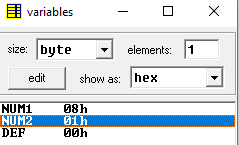 variables
size: byte elements: 1
edit show as: hex
NUM1 08h
NUM2 01h
DEF 00h